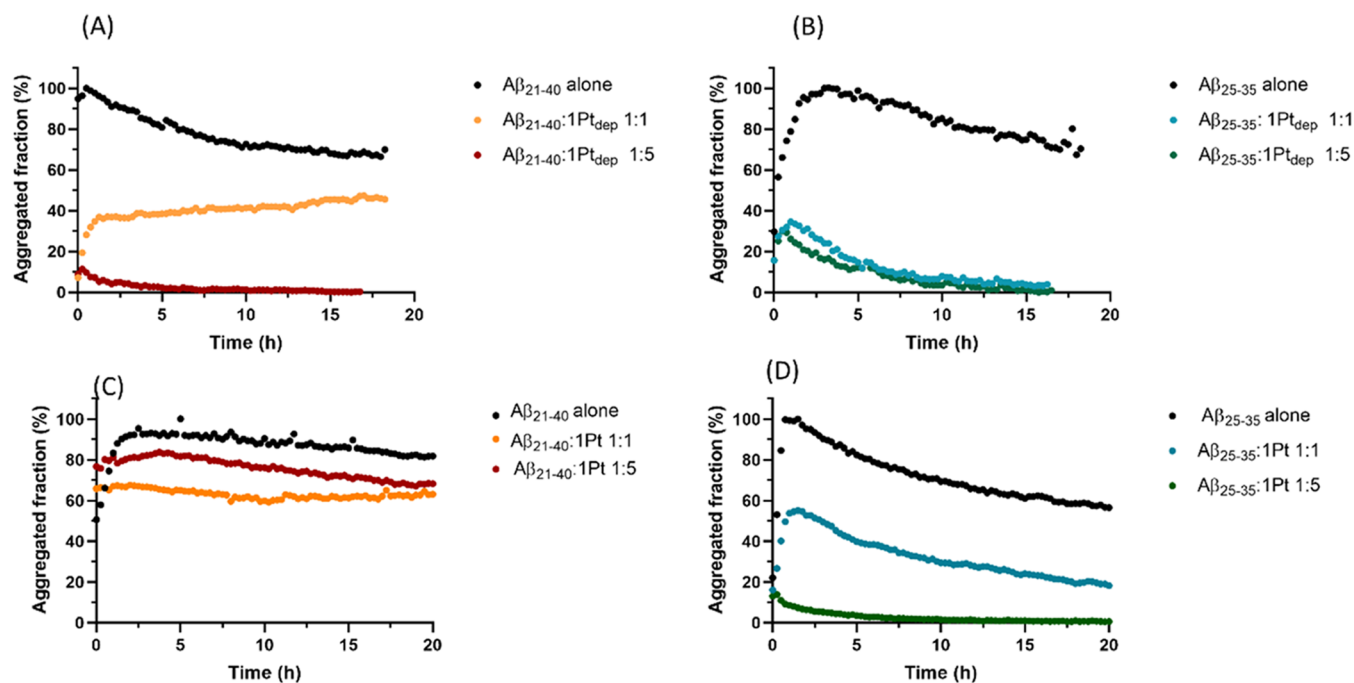 (A)
Aggregated fraction (%)
100
80
60
40
20
0
0 5 10 15 20
Time (h)
Aβ21-40 alone
Aβ21-40:1Ptdep 1:1
Aβ21-40:1Ptdep 1:5
(B)
Aggregated fraction (%)
100
80
60
40
20
0
0 5 10 15 20
Time (h)
Aβ25-35 alone
Aβ25-35: 1Ptdep 1:1
Aβ25-35:1Ptdep 1:5
(C)
Aggregated fraction (%)
100
80
60
40
20
0
0 5 10 15 20
Time (h)
Aβ21-40 alone
Aβ21-40:1Pt 1:1
Aβ21-40:1Pt 1:5
(D)
Aggregated fraction (%)
100
80
60
40
20
0
0 5 10 15 20
Time (h)
Aβ25-35 alone
Aβ25-35:1Pt 1:1
Aβ25-35:1Pt 1:5